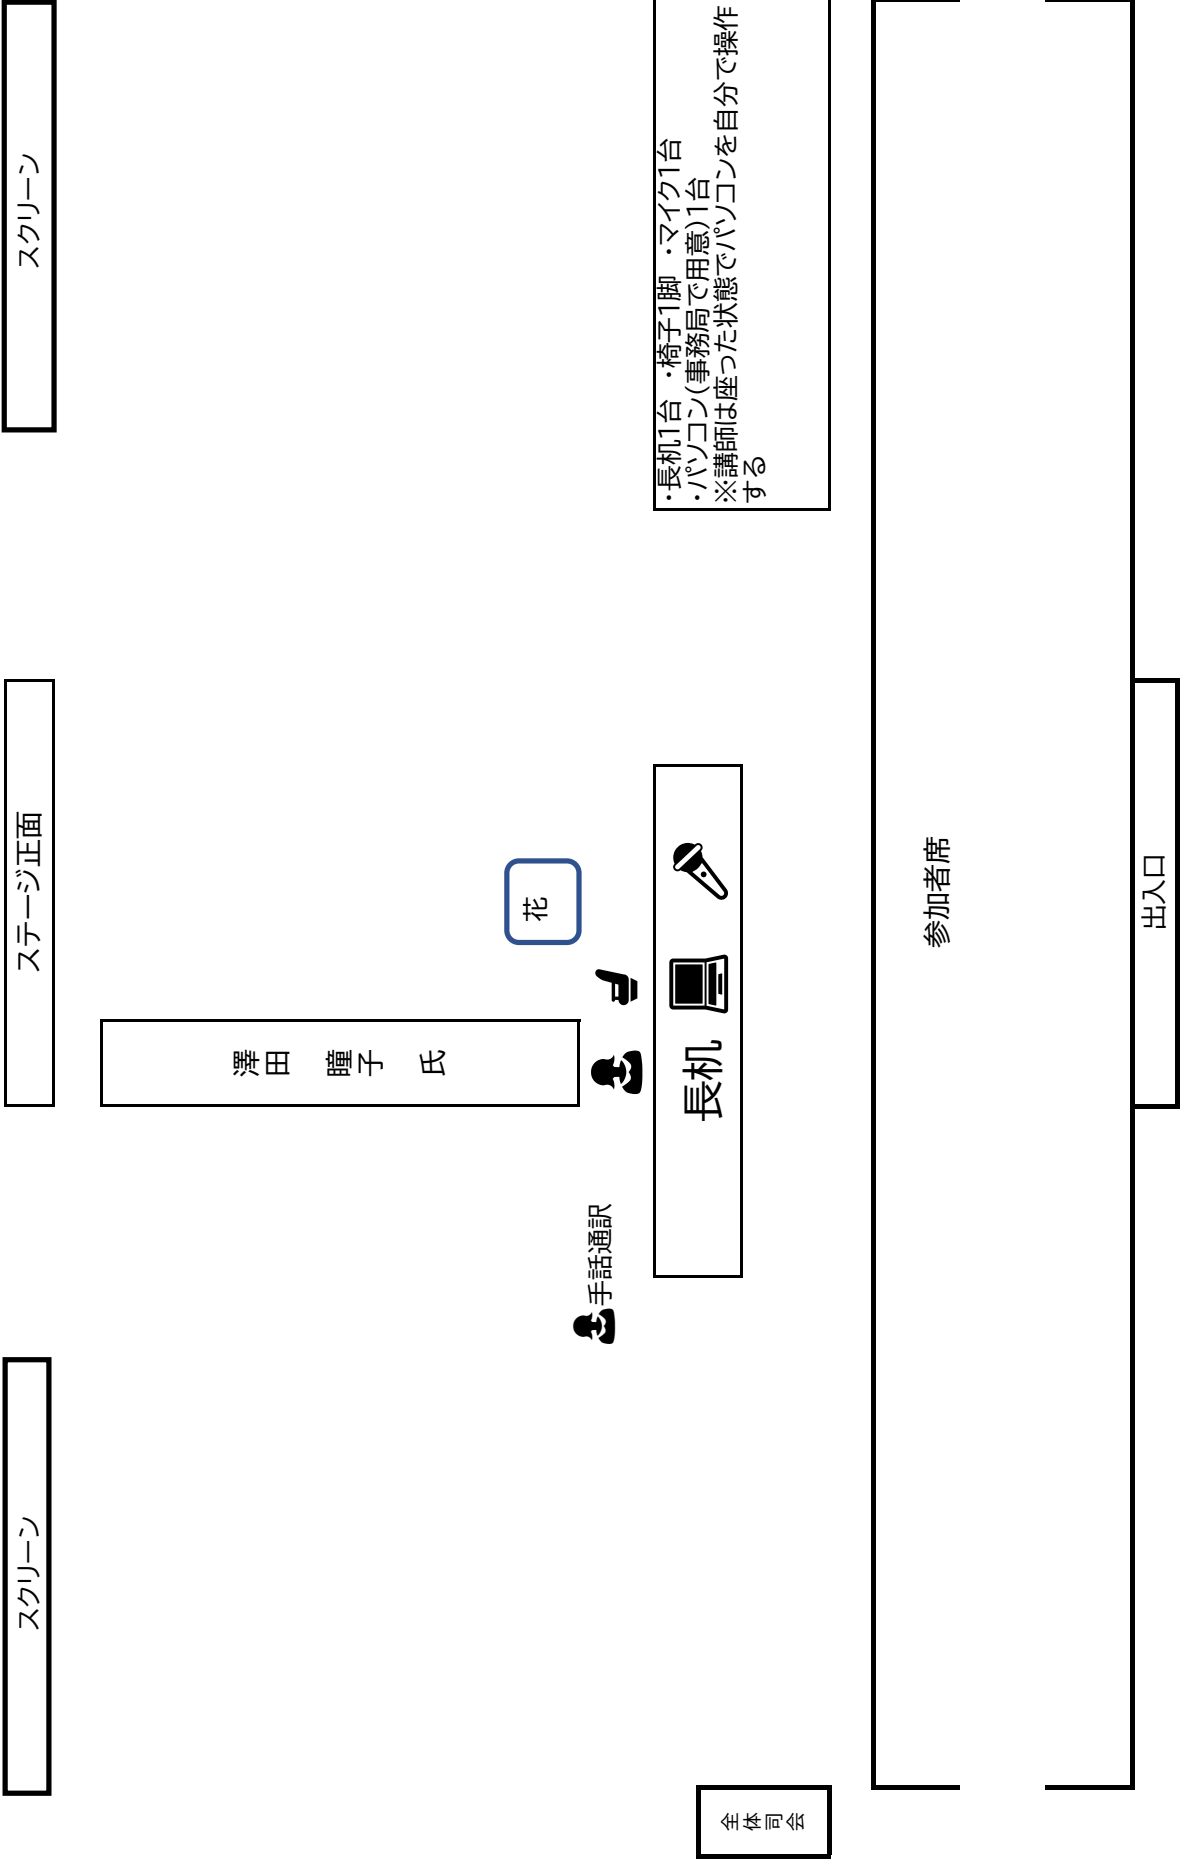 スクリーン
ステージ正面
スクリーン
澤田　瞳子　氏
花
手話通訳
長机
・長机1台　・椅子1脚　・マイク1台
・パソコン（事務局で用意）1台
※講師は座った状態でパソコンを自分で操作
する
全体司会
参加者席
出入口